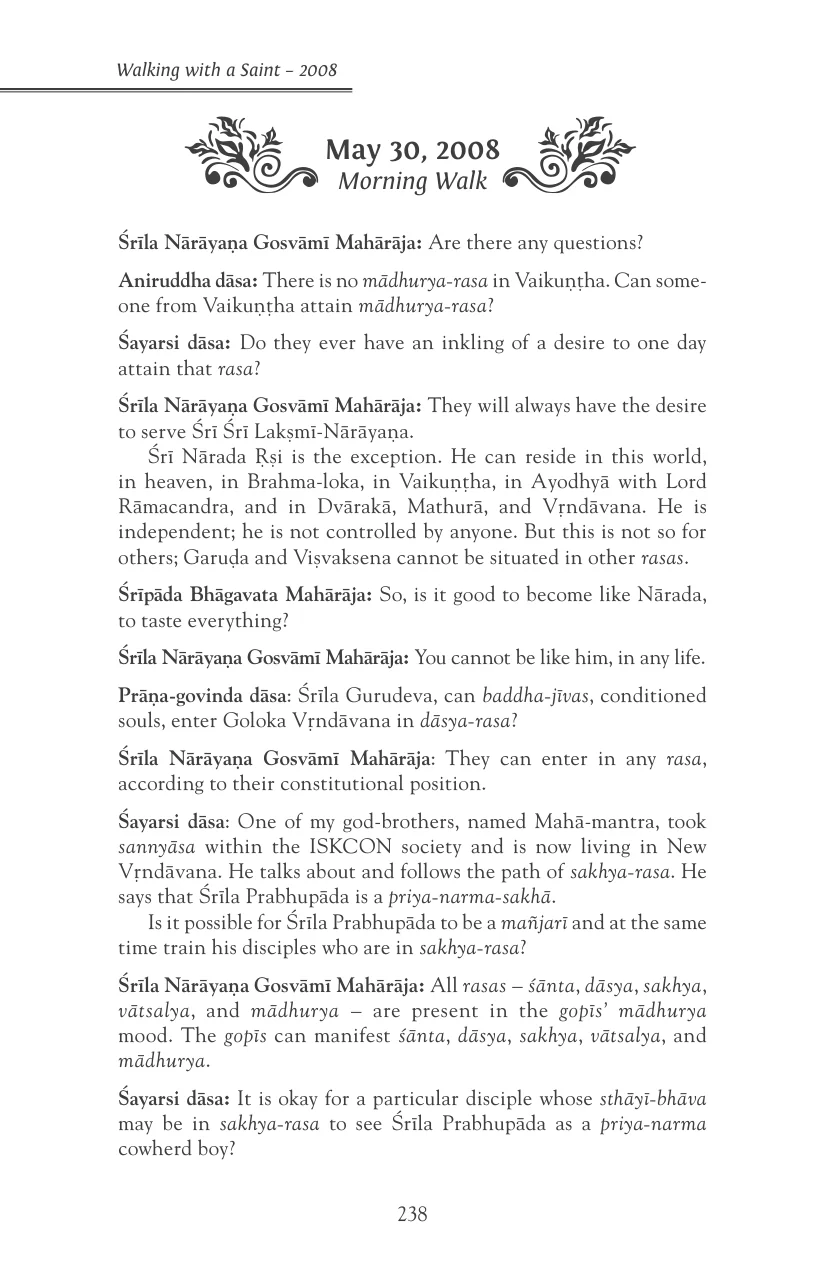 Walking with a Saint – 2008
May 30, 2008
Morning Walk
Śrīla Nārāyaṇa Gosvāmī Mahārāja: Are there any questions?
Aniruddha dāsa: There is no mādhurya-rasa in Vaikuṇṭha. Can some-
one from Vaikuṇṭha attain mādhurya-rasa?
Śayarsi dāsa: Do they ever have an inkling of a desire to one day
attain that rasa?
Śrīla Nārāyaṇa Gosvāmī Mahārāja: They will always have the desire
to serve Śrī Śrī Lakṣmī-Nārāyaṇa.
Śrī Nārada Ṛṣi is the exception. He can reside in this world,
in heaven, in Brahma-loka, in Vaikuṇṭha, in Ayodhyā with Lord
Rāmacandra, and in Dvārakā, Mathurā, and Vṛndāvana. He is
independent; he is not controlled by anyone. But this is not so for
others; Garuḍa and Viṣvaksena cannot be situated in other rasas.
Śrīpāda Bhāgavata Mahārāja: So, is it good to become like Nārada,
to taste everything?
Śrīla Nārāyaṇa Gosvāmī Mahārāja: You cannot be like him, in any life.
Prāṇa-govinda dāsa: Śrīla Gurudeva, can baddha-jīvas, conditioned
souls, enter Goloka Vṛndāvana in dāsya-rasa?
Śrīla Nārāyaṇa Gosvāmī Mahārāja: They can enter in any rasa,
according to their constitutional position.
Śayarsi dāsa: One of my god-brothers, named Mahā-mantra, took
sannyāsa within the ISKCON society and is now living in New
Vṛndāvana. He talks about and follows the path of sakhya-rasa. He
says that Śrīla Prabhupāda is a priya-narma-sakhā.
Is it possible for Śrīla Prabhupāda to be a mañjarī and at the same
time train his disciples who are in sakhya-rasa?
Śrīla Nārāyaṇa Gosvāmī Mahārāja: All rasas – śānta, dāsya, sakhya,
vātsalya, and mādhurya – are present in the gopīs’ mādhurya
mood. The gopīs can manifest śānta, dāsya, sakhya, vātsalya, and
mādhurya.
Śayarsi dāsa: It is okay for a particular disciple whose sthāyī-bhāva
may be in sakhya-rasa to see Śrīla Prabhupāda as a priya-narma
cowherd boy?
238